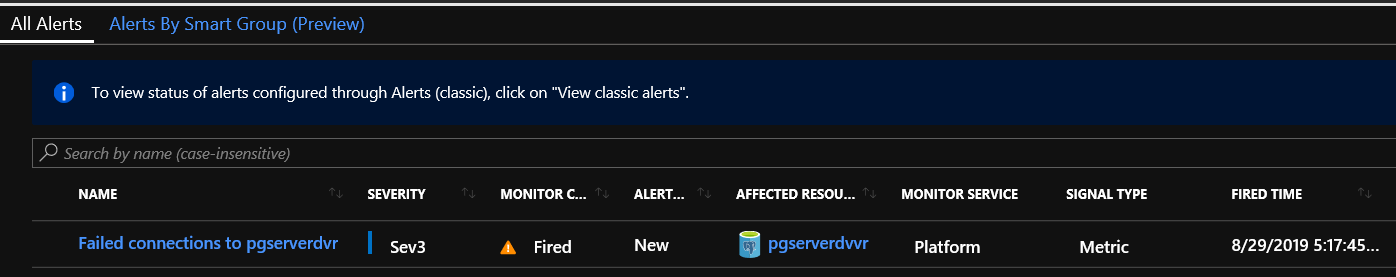 All Alerts Alerts By Smart Group (Preview)
To view status of alerts configured through Alerts (classic), click on "View classic alerts".
Search by name (case-insensitive)
NAME SEVERITY MONITOR C... ALERT... AFFECTED RESOU... MONITOR SERVICE SIGNAL TYPE FIRED TIME
Failed connections to pgserverdvr Sev3 Fired New pgserverdvvr Platform Metric 8/29/2019 5:17:45...